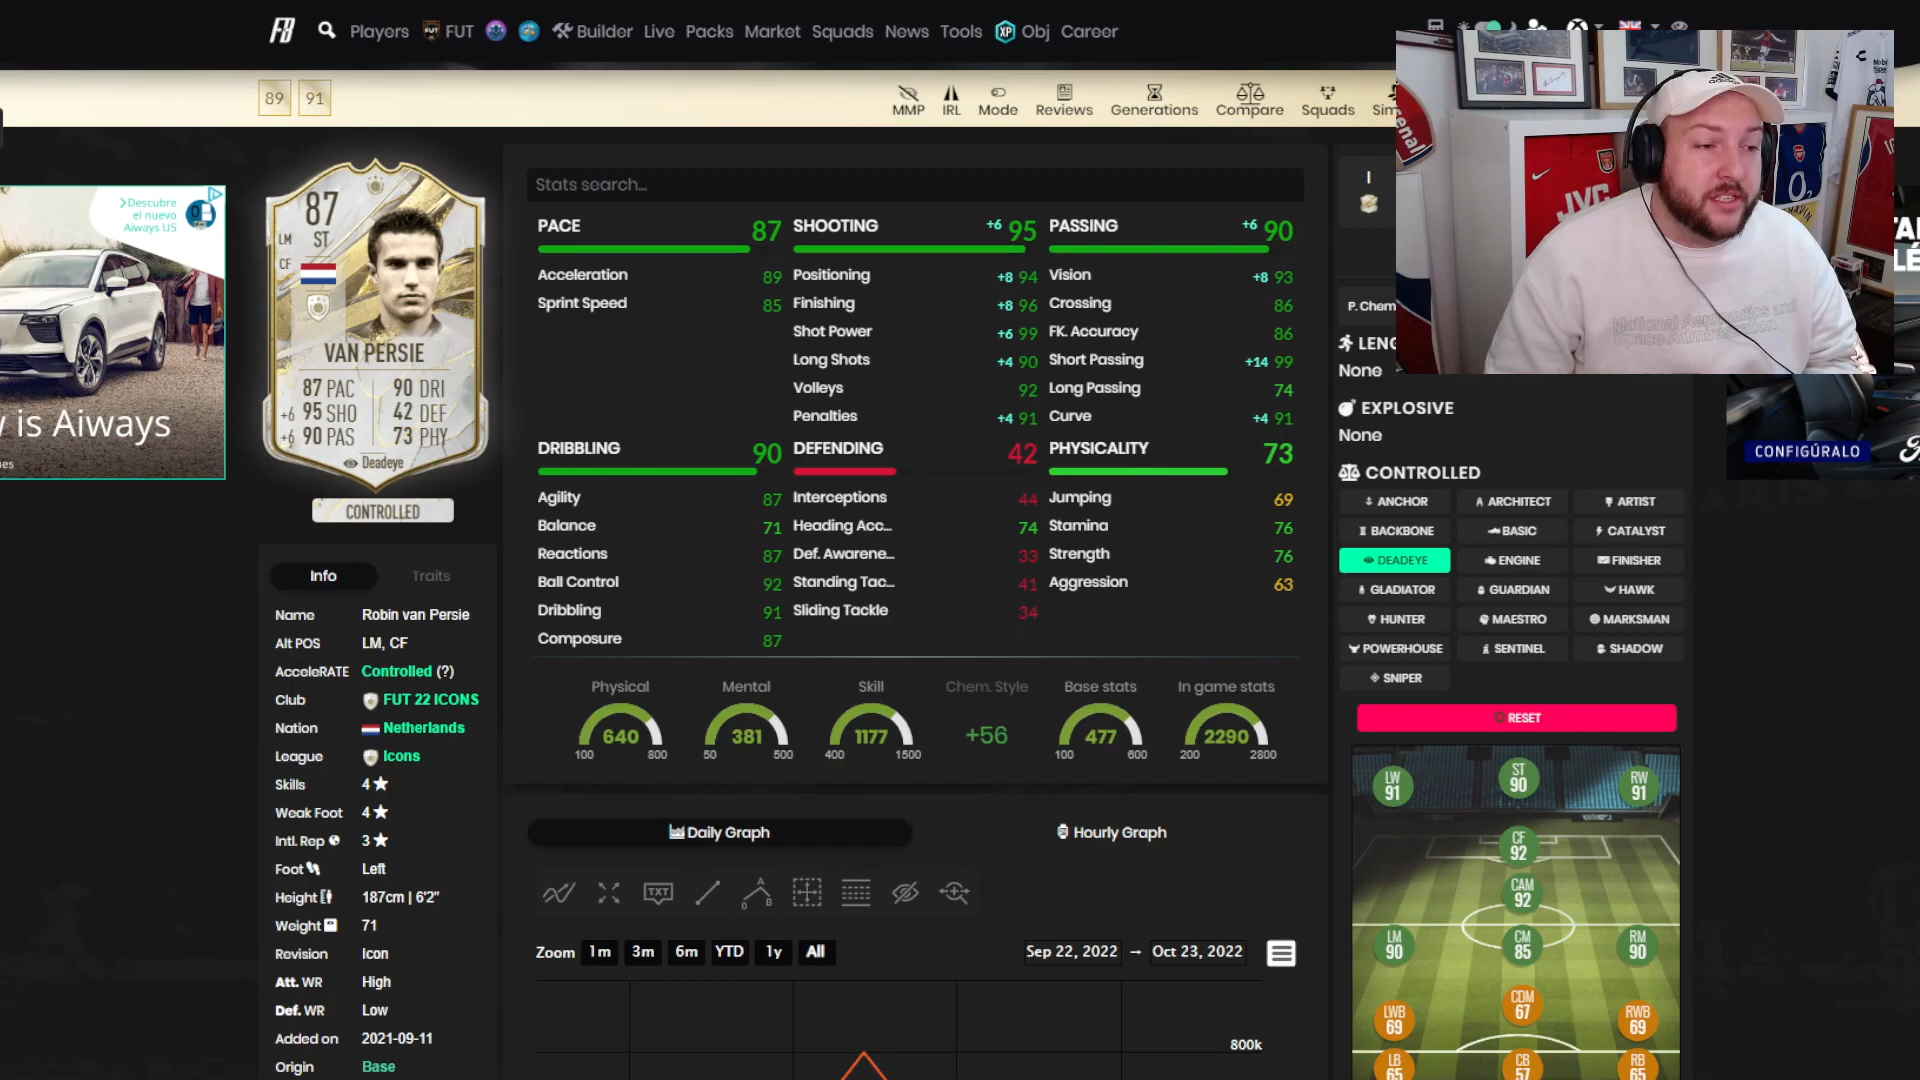 Players FUT Builder Live Packs Market Squads News Tools XP Obj Career
89 91
MMP IRL Mode Reviews Generations Compare Squads Sim
Descubre
el nuevo
Aiways U5
is Aiways
87
ST
LM
CF
VAN PERSIE
87 PAC 90 DRI
+6 95 SHO 42 DEF
+6 90 PAS 73 PHY
Deadeye
CONTROLLED
Info Traits
Name Robin van Persie
Alt POS LM, CF
AcceleRATE Controlled (?)
Club FUT 22 ICONS
Nation Netherlands
League Icons
Skills 4
Weak Foot 4
Intl. Rep 3
Foot Left
Height 187cm | 6'2"
Weight 71
Revision Icon
Att. WR High
Def. WR Low
Added on 2021-09-11
Origin Base
Stats search...
PACE 87
Acceleration 89
Sprint Speed 85
SHOOTING +6 95
Positioning +8 94
Finishing +8 96
Shot Power +6 99
Long Shots +4 90
Volleys 92
Penalties +4 91
PASSING +6 90
Vision +8 93
Crossing 86
FK. Accuracy 86
Short Passing +14 99
Long Passing 74
Curve +4 91
DRIBBLING 90
Agility 87
Balance 71
Reactions 87
Ball Control 92
Dribbling 91
Composure 87
DEFENDING 42
Interceptions 44
Heading Acc... 74
Def. Awarene... 33
Standing Tac... 41
Sliding Tackle 34
PHYSICALITY 73
Jumping 69
Stamina 76
Strength 76
Aggression 63
Physical Mental Skill Chem. Style Base stats In game stats
640 381 1177 +56 477 2290
100 800 50 500 400 1500 100 600 200 2800
Daily Graph Hourly Graph
TXT
A
0 B
Zoom 1m 3m 6m YTD 1y All Sep 22, 2022 → Oct 23, 2022
800k
P. Chem
LENG
None
EXPLOSIVE
None
CONTROLLED
ANCHOR ARCHITECT ARTIST
BACKBONE BASIC CATALYST
DEADEYE ENGINE FINISHER
GLADIATOR GUARDIAN HAWK
HUNTER MAESTRO MARKSMAN
POWERHOUSE SENTINEL SHADOW
SNIPER
RESET
LW 91
ST 90
RW 91
CF 92
CAM 92
LM 90
CM 85
RM 90
LWB 69
CDM 67
RWB 69
LB 65
CB 57
RB 65
Arsenal
JVC
O2
National Aeronautics and
Space Administration
CONFIGÚRALO